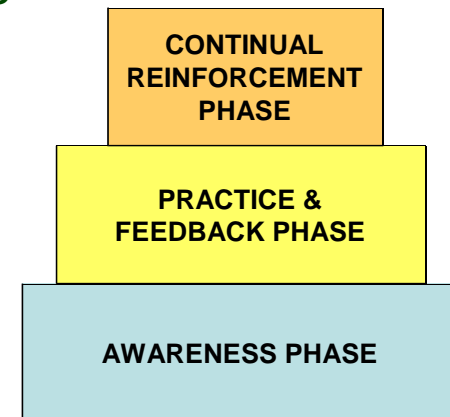 CONTINUAL
REINFORCEMENT
PHASE
PRACTICE &
FEEDBACK PHASE
AWARENESS PHASE